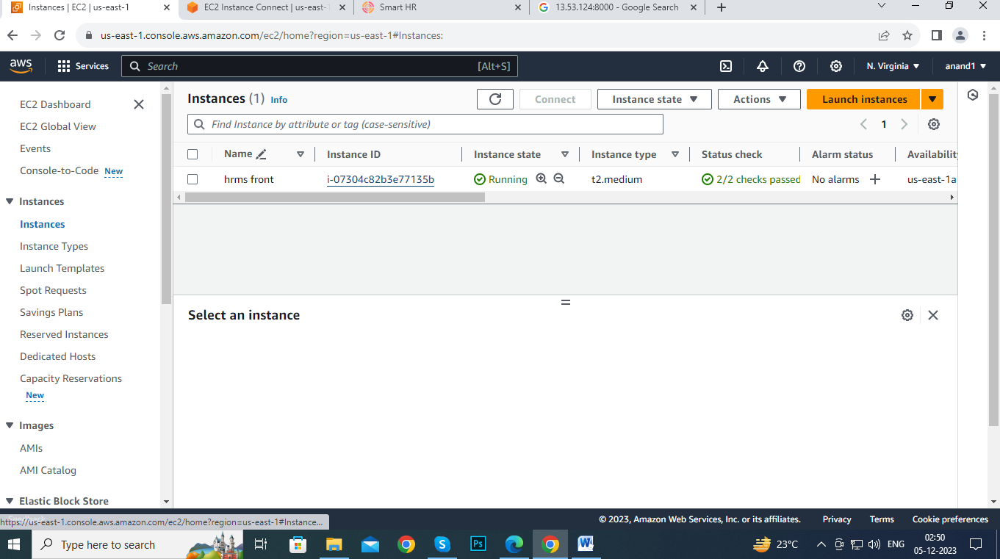 Instances | EC2 | us-east-1
EC2 Instance Connect | us-east-
Smart HR
13.53.124:8000 - Google Search
us-east-1.console.aws.amazon.com/ec2/home?region=us-east-1#Instances:
aws
Services
Search
[Alt+S]
N. Virginia
anand1
EC2 Dashboard
EC2 Global View
Events
Console-to-Code New
Instances
Instances
Instance Types
Launch Templates
Spot Requests
Savings Plans
Reserved Instances
Dedicated Hosts
Capacity Reservations
New
Images
AMIs
AMI Catalog
Elastic Block Store
Instances (1) Info
Connect
Instance state
Actions
Launch instances
Find Instance by attribute or tag (case-sensitive)
1
Name Instance ID Instance state Instance type Status check Alarm status Availability
hrms front i-07304c82b3e77135b Running t2.medium 2/2 checks passed No alarms us-east-1a
Select an instance
https://us-east-1.console.aws.amazon.com/ec2/home?region=us-east-1#Instance...
© 2023, Amazon Web Services, Inc. or its affiliates.
Privacy
Terms
Cookie preferences
Type here to search
Ps
23°C
ENG
02:50
05-12-2023